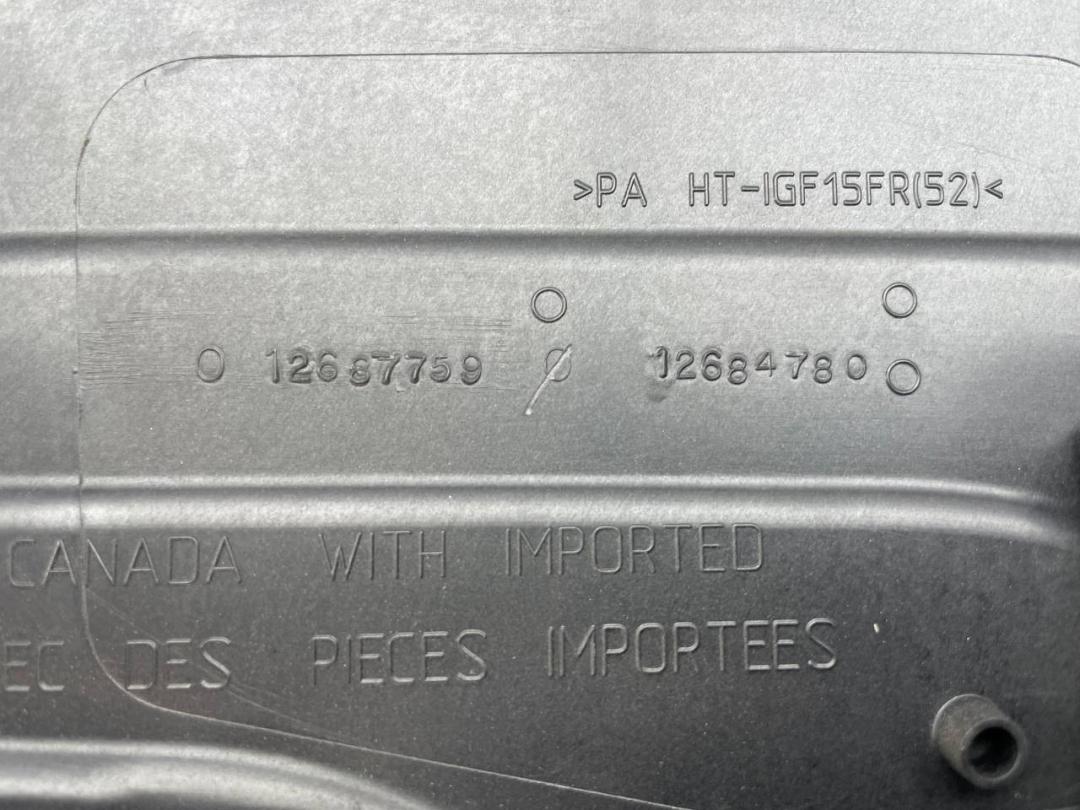 >PA HT-IGF15FR(52)<
12687759 12684780
CANADA WITH IMPORTED
EC DES PIECES IMPORTEES